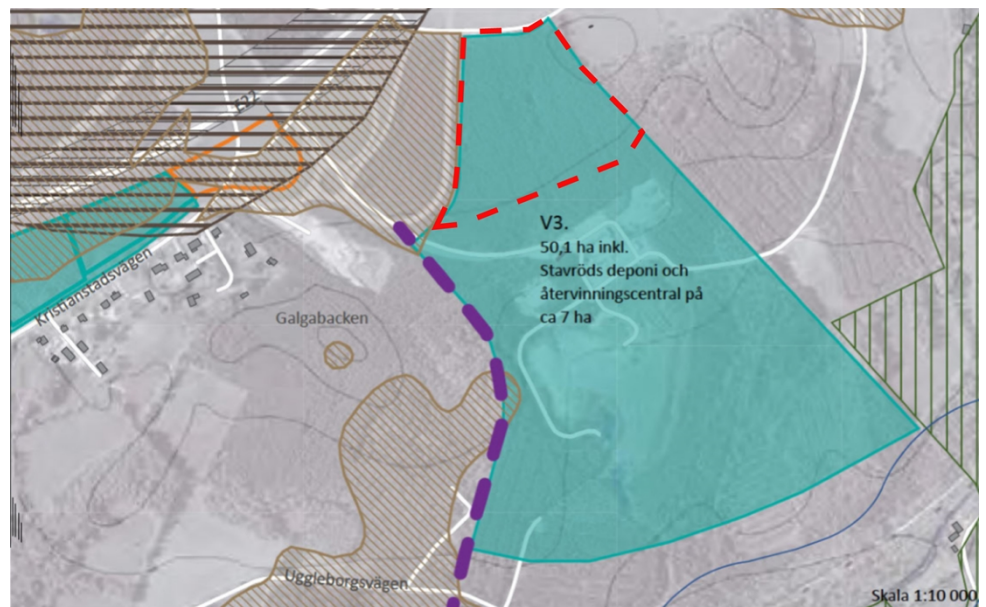 E22
V3.
50,1 ha inkl.
Stavröds deponi och
återvinningscentral på
ca 7 ha
Kristianstadsvägen
Galgabacken
Uggleborgsvägen
Skala 1:10 000